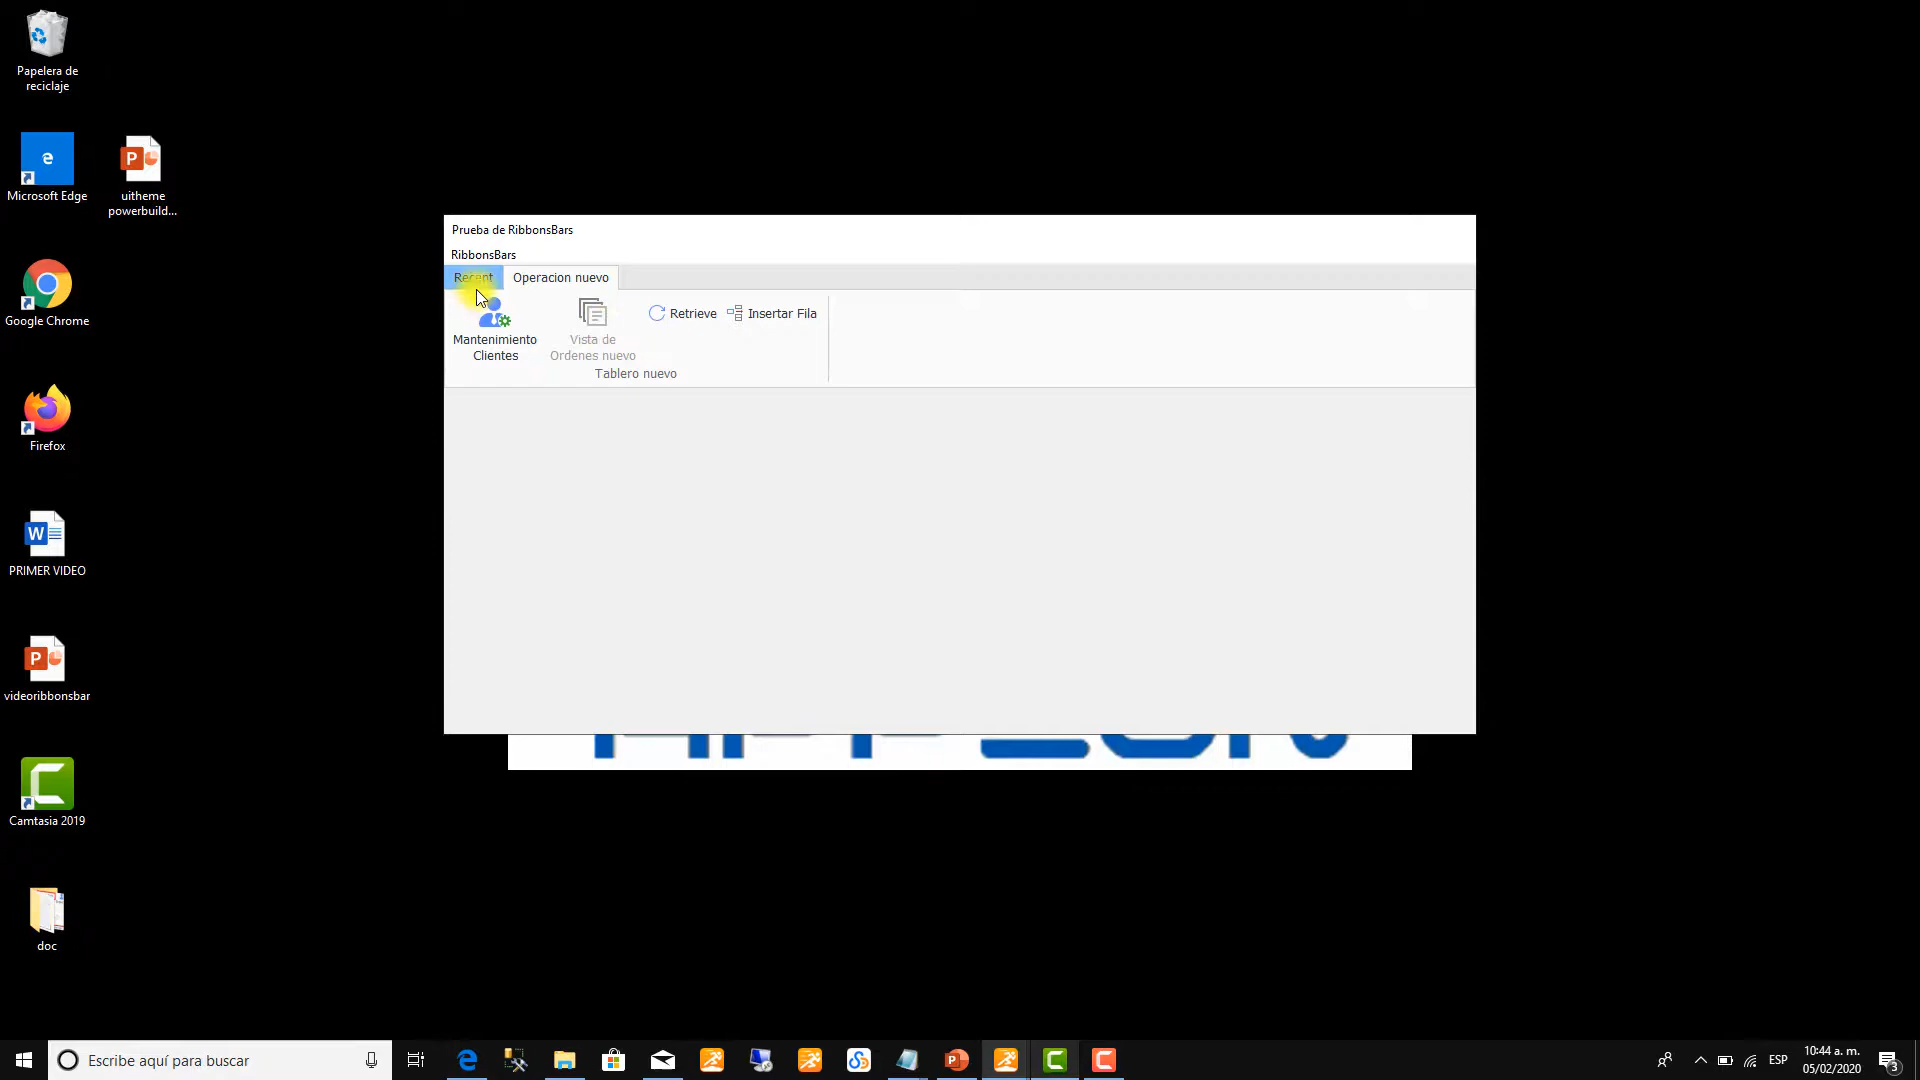 Papelera de
reciclaje
Microsoft Edge
uitheme
powerbuild...
Google Chrome
Firefox
PRIMER VIDEO
videoribbonsbar
Camtasia 2019
doc
Prueba de RibbonsBars
RibbonsBars
Recent
Operacion nuevo
Mantenimiento
Clientes
Vista de
Ordenes nuevo
Retrieve
Insertar Fila
Tablero nuevo
Escribe aquí para buscar
ESP
10:44 a. m.
05/02/2020
3